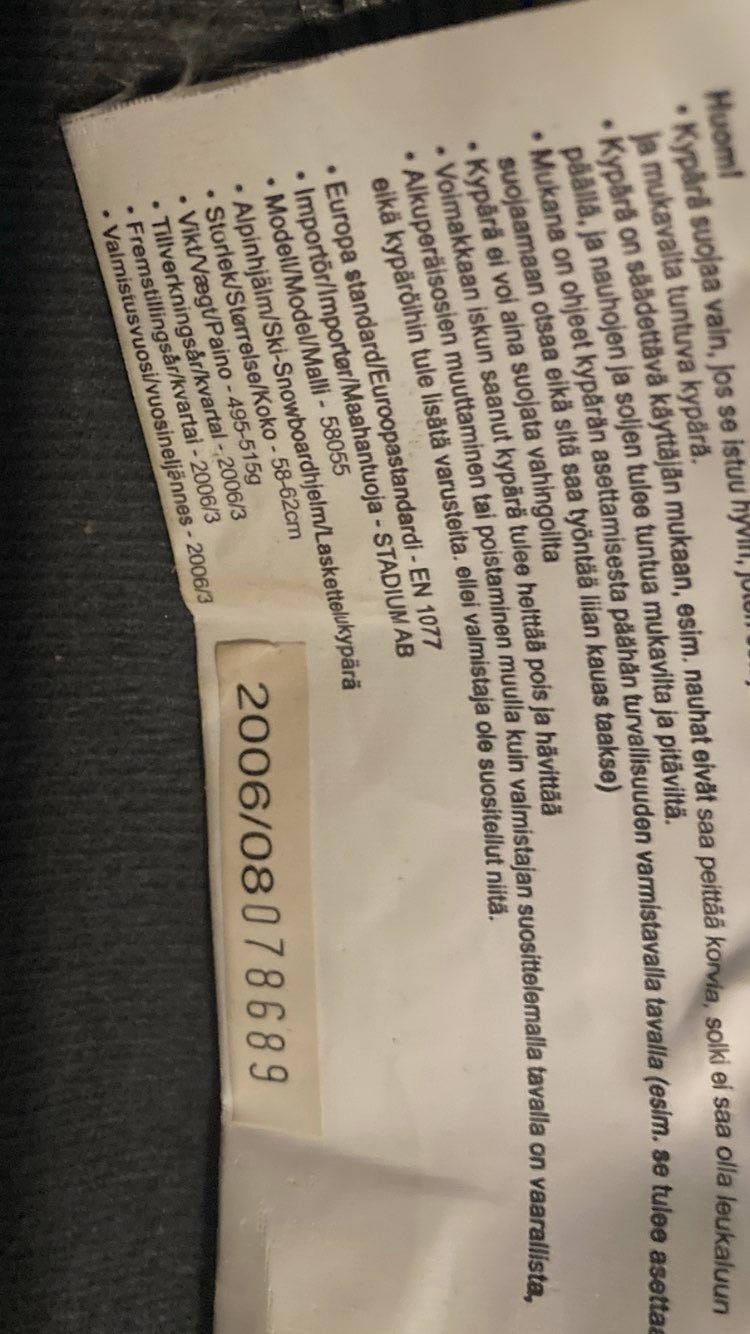 Huom!
• Kypärä suojaa vain, jos se istuu hyvin,
ja mukavalta tuntuva kypärä.
• Kypärä on säädettävä käyttäjän mukaan, esim. nauhat eivät saa peittää korvia, solki ei saa olla leukaluun
päällä, ja nauhojen ja soljen tulee tuntua mukavilta ja pitäviltä.
• Mukana on ohjeet kypärän asettamisesta päähän turvallisuuden varmistavalla tavalla (esim. se tulee asettaa
suojaamaan otsaa eikä sitä saa työntää liian kauas taakse)
• Kypärä ei voi aina suojata vahingoilta
• Voimakkaan iskun saanut kypärä tulee heittää pois ja hävittää
• Alkuperäisosien muuttaminen tai poistaminen muulla kuin valmistajan suosittelemalla tavalla on vaarallista,
eikä kypäröihin tule lisätä varusteita. ellei valmistaja ole suositellut niitä.
• Europa standard/Euroopastandardi - EN 1077
• Importör/Importør/Maahantuoja - STADIUM AB
• Modell/Model/Malli - 58055
• Alpinhjälm/Ski-Snowboardhjelm/Laskettelukypärä
• Storlek/Størrelse/Koko - 58-62cm
• Vikt/Vægt/Paino - 495-515g
• Tillverkningsår/kvartal - 2006/3
• Fremstillingsår/kvartal - 2006/3
• Valmistusvuosi/vuosineljännes - 2006/3
2006/08078689